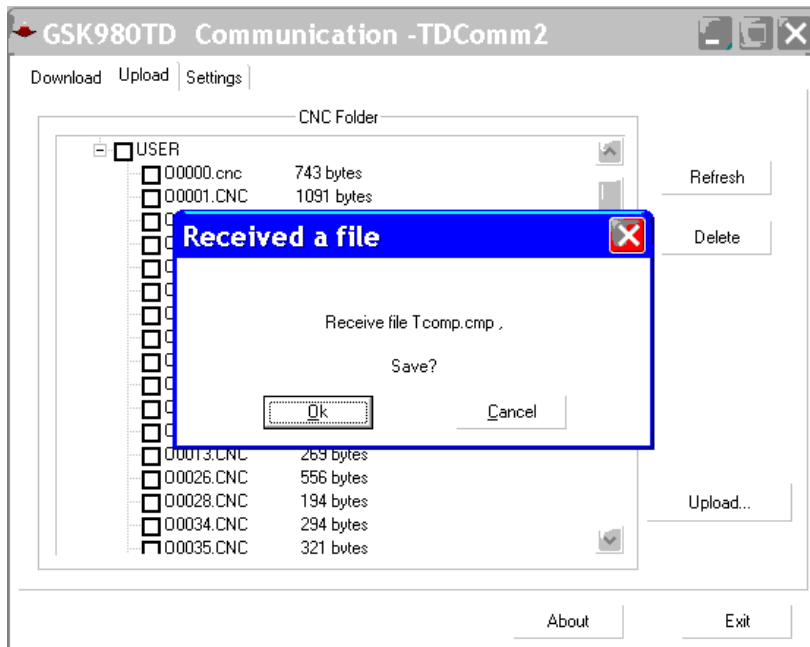 GSK980TD Communication -TDComm2
Download Upload Settings
CNC Folder
USER
O0000.cnc 743 bytes
O0001.CNC 1091 bytes
Refresh
Delete
Received a file
Receive file Tcomp.cmp ,
Save?
Ok Cancel
O0013.CNC 269 bytes
O0026.CNC 556 bytes
O0028.CNC 194 bytes
O0034.CNC 294 bytes
O0035.CNC 321 bytes
Upload...
About Exit